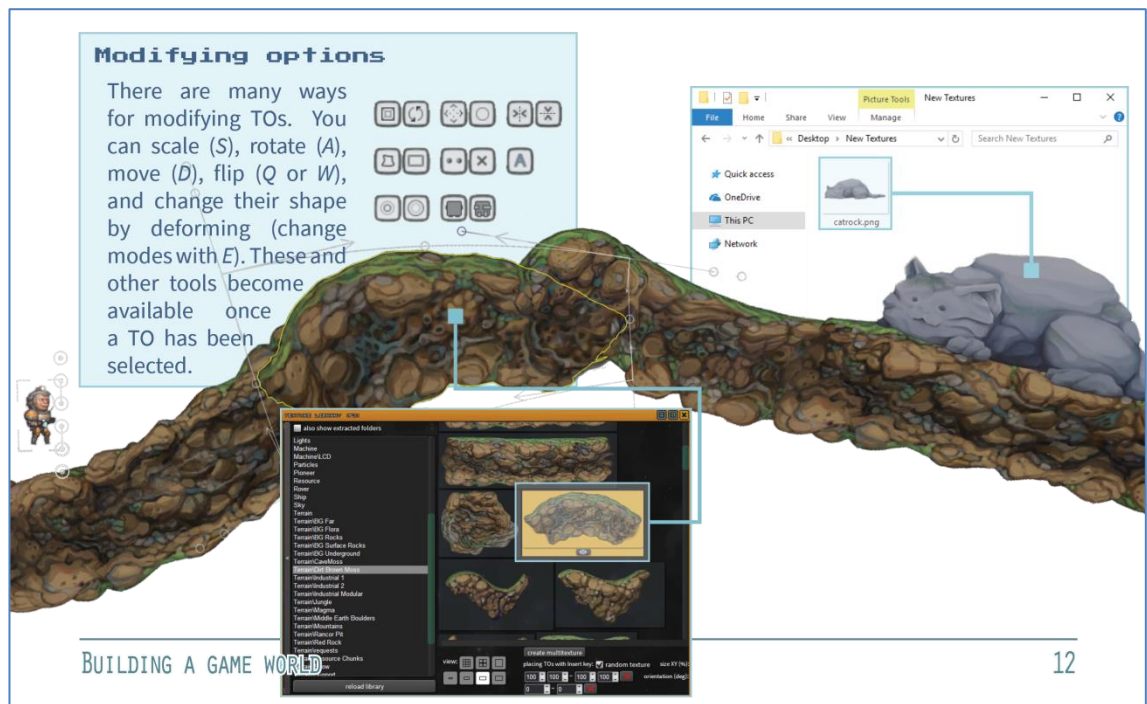 Modifying options
There are many ways
for modifying TOs. You
can scale (S), rotate (A),
move (D), flip (Q or W),
and change their shape
by deforming (change
modes with E). These and
other tools become
available once
a TO has been
selected.
A
Picture Tools New Textures
File Home Share View Manage
« Desktop › New Textures
Search New Textures
Quick access
OneDrive
This PC
Network
catrock.png
also show extracted folders
Lights
Machine
Machine\LCD
Particles
Pioneer
Resource
Rover
Ship
Sky
Terrain
Terrain\BG Far
Terrain\BG Flora
Terrain\BG Rocks
Terrain\BG Surface Rocks
Terrain\BG Underground
Terrain\CaveMoss
Terrain\Dirt Brown Moss
Terrain\Industrial 1
Terrain\Industrial 2
Terrain\Industrial Modular
Terrain\Jungle
Terrain\Magma
Terrain\Middle Earth Boulders
Terrain\Mountains
Terrain\Rancor Pit
Terrain\Red Rock
Terrain\requests
reload library
view:
create multitexture
placing TOs with Insert key: random texture size XY (%):
100 100 ~ 100 100
orientation (deg):
0 ~ 0
BUILDING A GAME WORLD
12